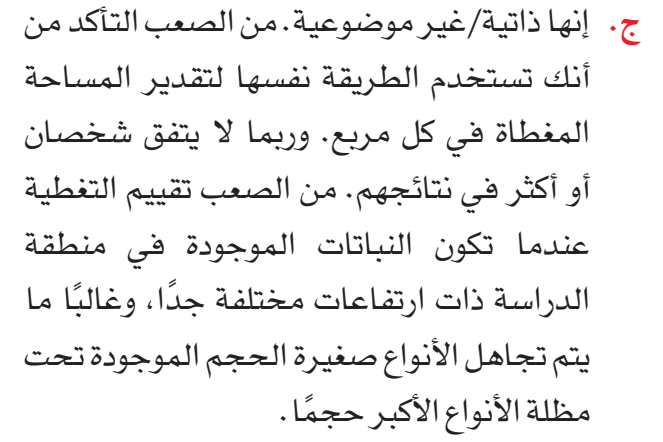 ج. إنها ذاتية/غير موضوعية. من الصعب التأكد من
أنك تستخدم الطريقة نفسها لتقدير المساحة
المغطاة في كل مربع. وربما لا يتفق شخصان
أو أكثر في نتائجهم. من الصعب تقييم التغطية
عندما تكون النباتات الموجودة في منطقة
الدراسة ذات ارتفاعات مختلفة جدًا، وغالبًا ما
يتم تجاهل الأنواع صغيرة الحجم الموجودة تحت
مظلة الأنواع الأكبر حجمًا.